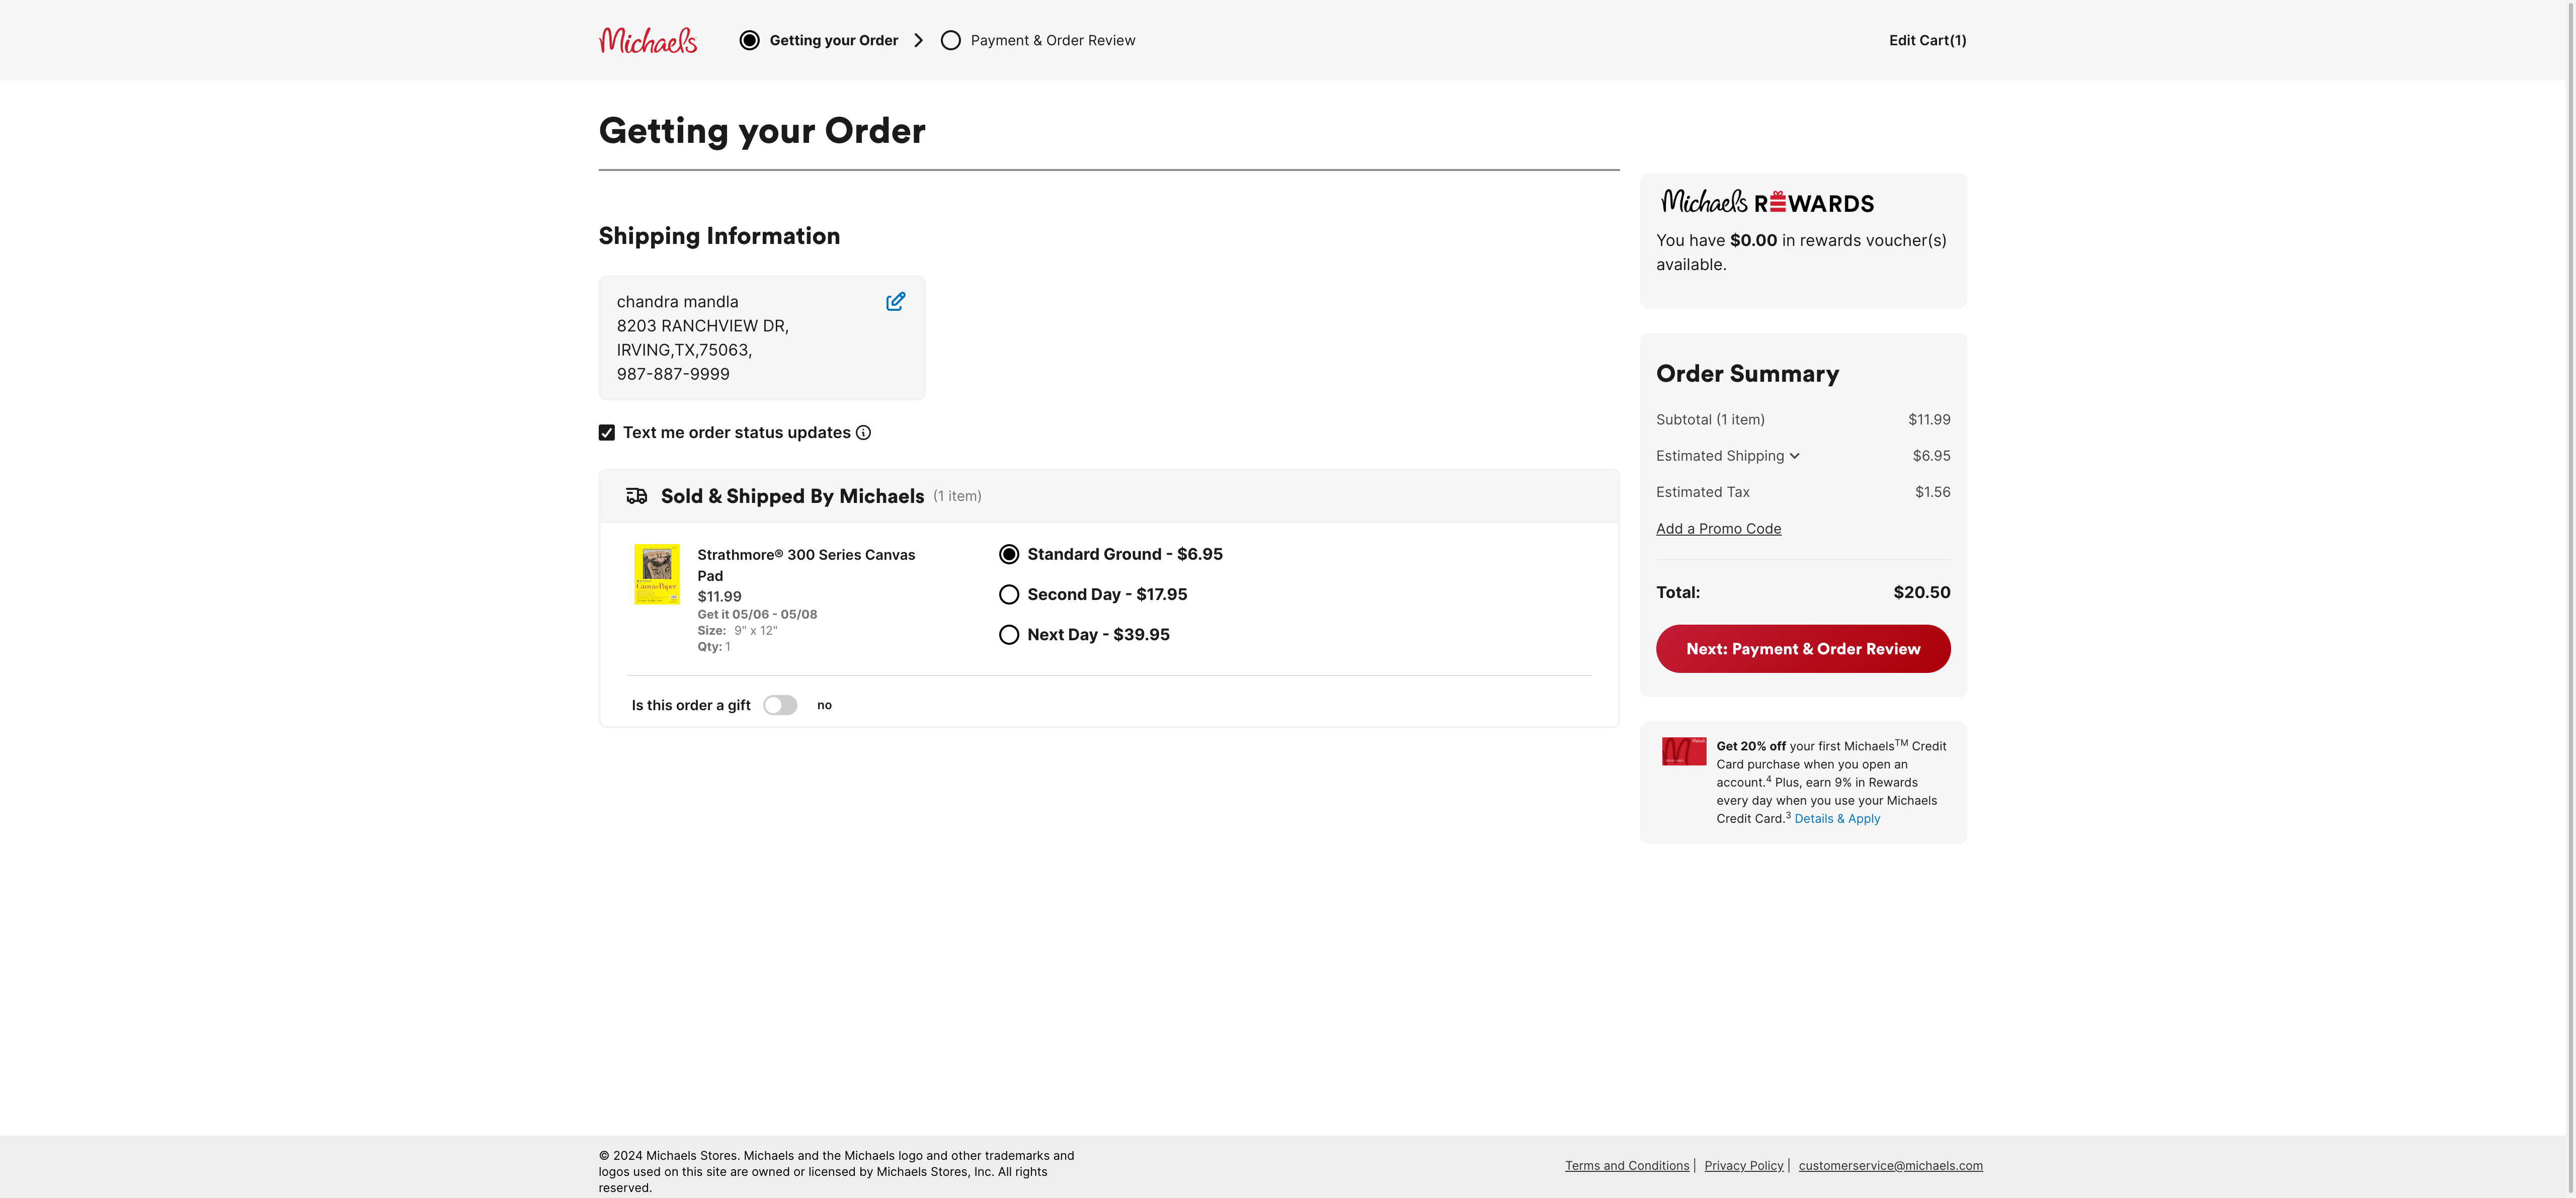 Michaels
Getting your Order
Payment & Order Review
Edit Cart(1)
Getting your Order
Shipping Information
chandra mandla
8203 RANCHVIEW DR,
IRVING,TX,75063,
987-887-9999
Text me order status updates
Sold & Shipped By Michaels (1 item)
Canvas Paper
Strathmore® 300 Series Canvas
Pad
$11.99
Get it 05/06 - 05/08
Size: 9" x 12"
Qty: 1
Standard Ground - $6.95
Second Day - $17.95
Next Day - $39.95
Is this order a gift no
Michaels REWARDS
You have $0.00 in rewards voucher(s)
available.
Order Summary
Subtotal (1 item) $11.99
Estimated Shipping $6.95
Estimated Tax $1.56
Add a Promo Code
Total: $20.50
Next: Payment & Order Review
Get 20% off your first Michaels™ Credit
Card purchase when you open an
account.4 Plus, earn 9% in Rewards
every day when you use your Michaels
Credit Card.3 Details & Apply
© 2024 Michaels Stores. Michaels and the Michaels logo and other trademarks and
logos used on this site are owned or licensed by Michaels Stores, Inc. All rights
reserved.
Terms and Conditions | Privacy Policy | customerservice@michaels.com